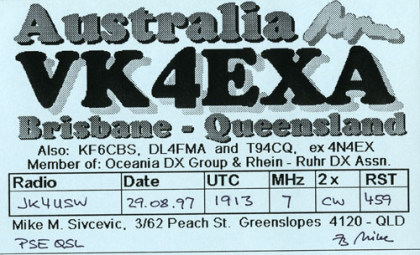 Australia
VK4EXA
Brisbane - Queensland
Also: KF6CBS, DL4FMA and T94CQ, ex 4N4EX
Member of: Oceania DX Group & Rhein - Ruhr DX Assn.
Radio Date UTC MHz 2x RST
JK4USW 29.08.97 1913 7 CW 459
Mike M. Sivcevic, 3/62 Peach St. Greenslopes 4120 - QLD
PSE QSL Mike